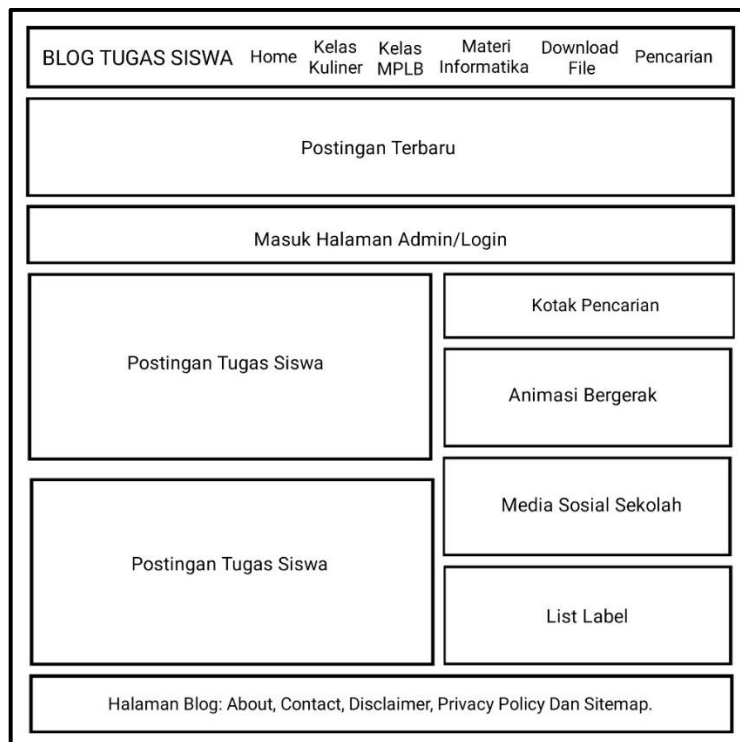 BLOG TUGAS SISWA Home Kelas Kuliner Kelas MPLB Materi Informatika Download File Pencarian
Postingan Terbaru
Masuk Halaman Admin/Login
Postingan Tugas Siswa
Kotak Pencarian
Animasi Bergerak
Media Sosial Sekolah
Postingan Tugas Siswa
List Label
Halaman Blog: About, Contact, Disclaimer, Privacy Policy Dan Sitemap.